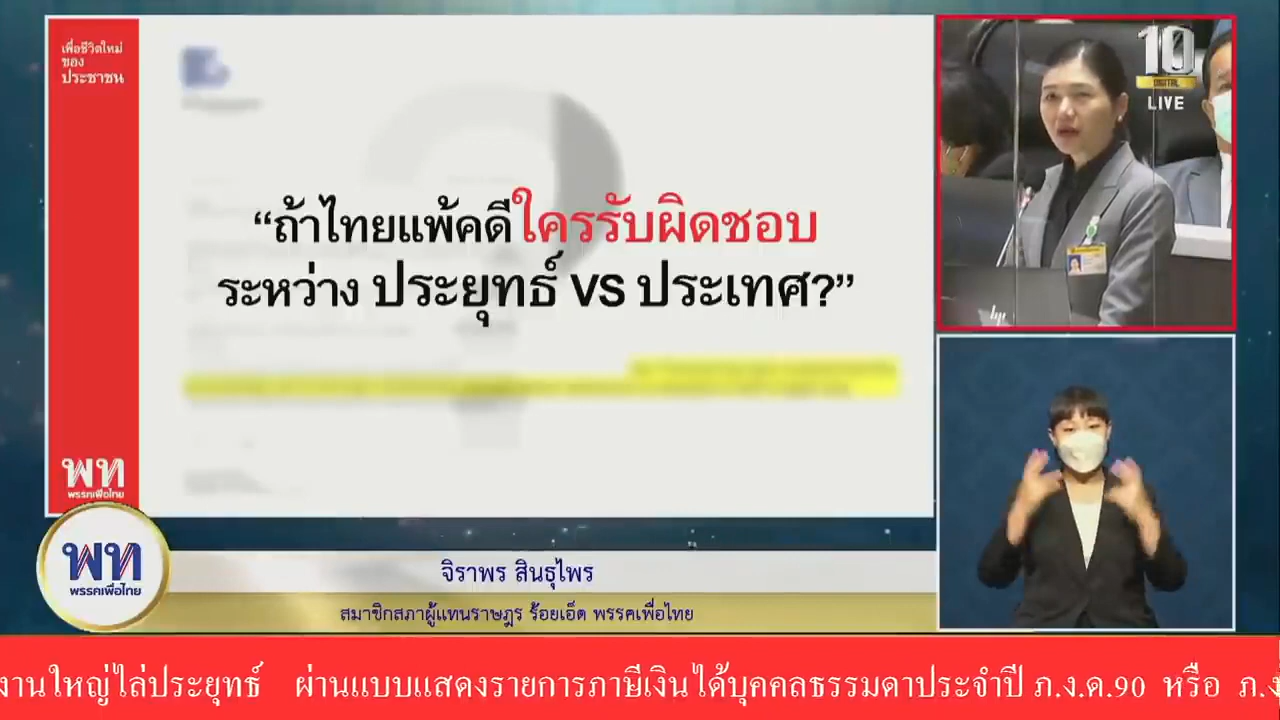 เพื่อชีวิตใหม่
ของ
ประชาชน
“ถ้าไทยแพ้คดีใครรับผิดชอบ
ระหว่าง ประยุทธ์ VS ประเทศ?”
พท
พรรคเพื่อไทย
10
DIGITAL
LIVE
hp
พท
พรรคเพื่อไทย
จิราพร สินธุไพร
สมาชิกสภาผู้แทนราษฎร ร้อยเอ็ด พรรคเพื่อไทย
งานใหญ่ไล่ประยุทธ์ ผ่านแบบแสดงรายการภาษีเงินได้บุคคลธรรมดาประจำปี ภ.ง.ด.90 หรือ ภ.ง